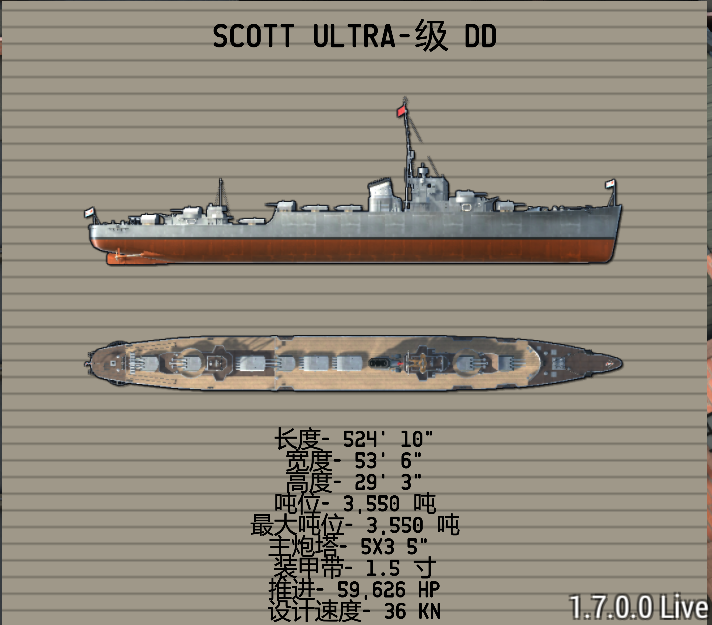 SCOTT ULTRA-级 DD
长度- 524' 10"
宽度- 53' 6"
高度- 29' 3"
吨位- 3,550 吨
最大吨位- 3,550 吨
主炮塔- 5X3 5"
装甲带- 1.5 寸
推进- 59,626 HP
设计速度- 36 KN
1.7.0.0 Live